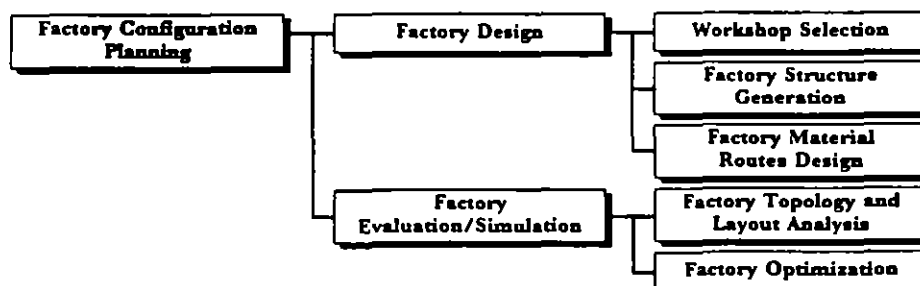 Factory Configuration
Planning
Factory Design
Workshop Selection
Factory Structure
Generation
Factory Material
Routes Design
Factory
Evaluation/Simulation
Factory Topology and
Layout Analysis
Factory Optimization